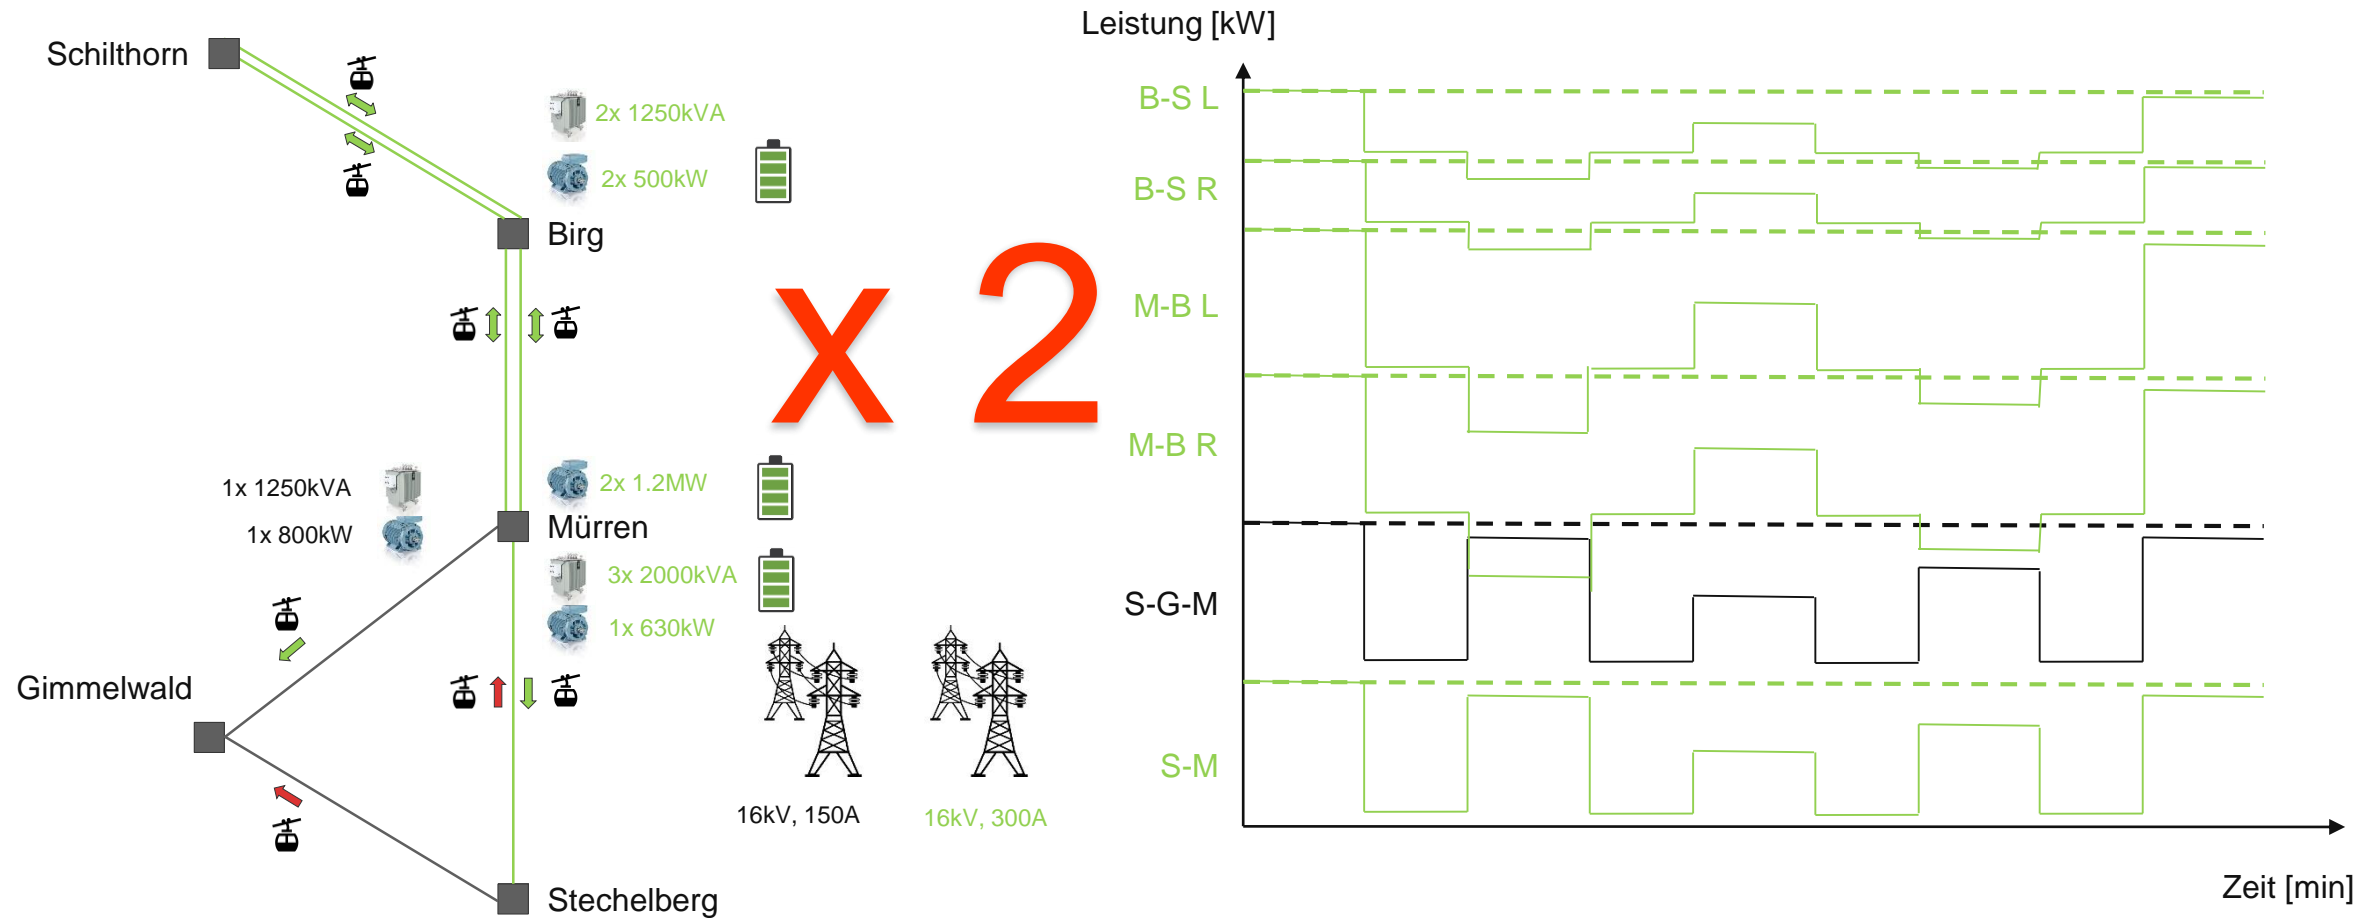 Schilthorn
2x 1250kVA
2x 500kW
Birg
x 2
1x 1250kVA
1x 800kW
2x 1.2MW
Mürren
3x 2000kVA
1x 630kW
Gimmelwald
16kV, 150A
16kV, 300A
Stechelberg
Leistung [kW]
B-S L
B-S R
M-B L
M-B R
S-G-M
S-M
Zeit [min]